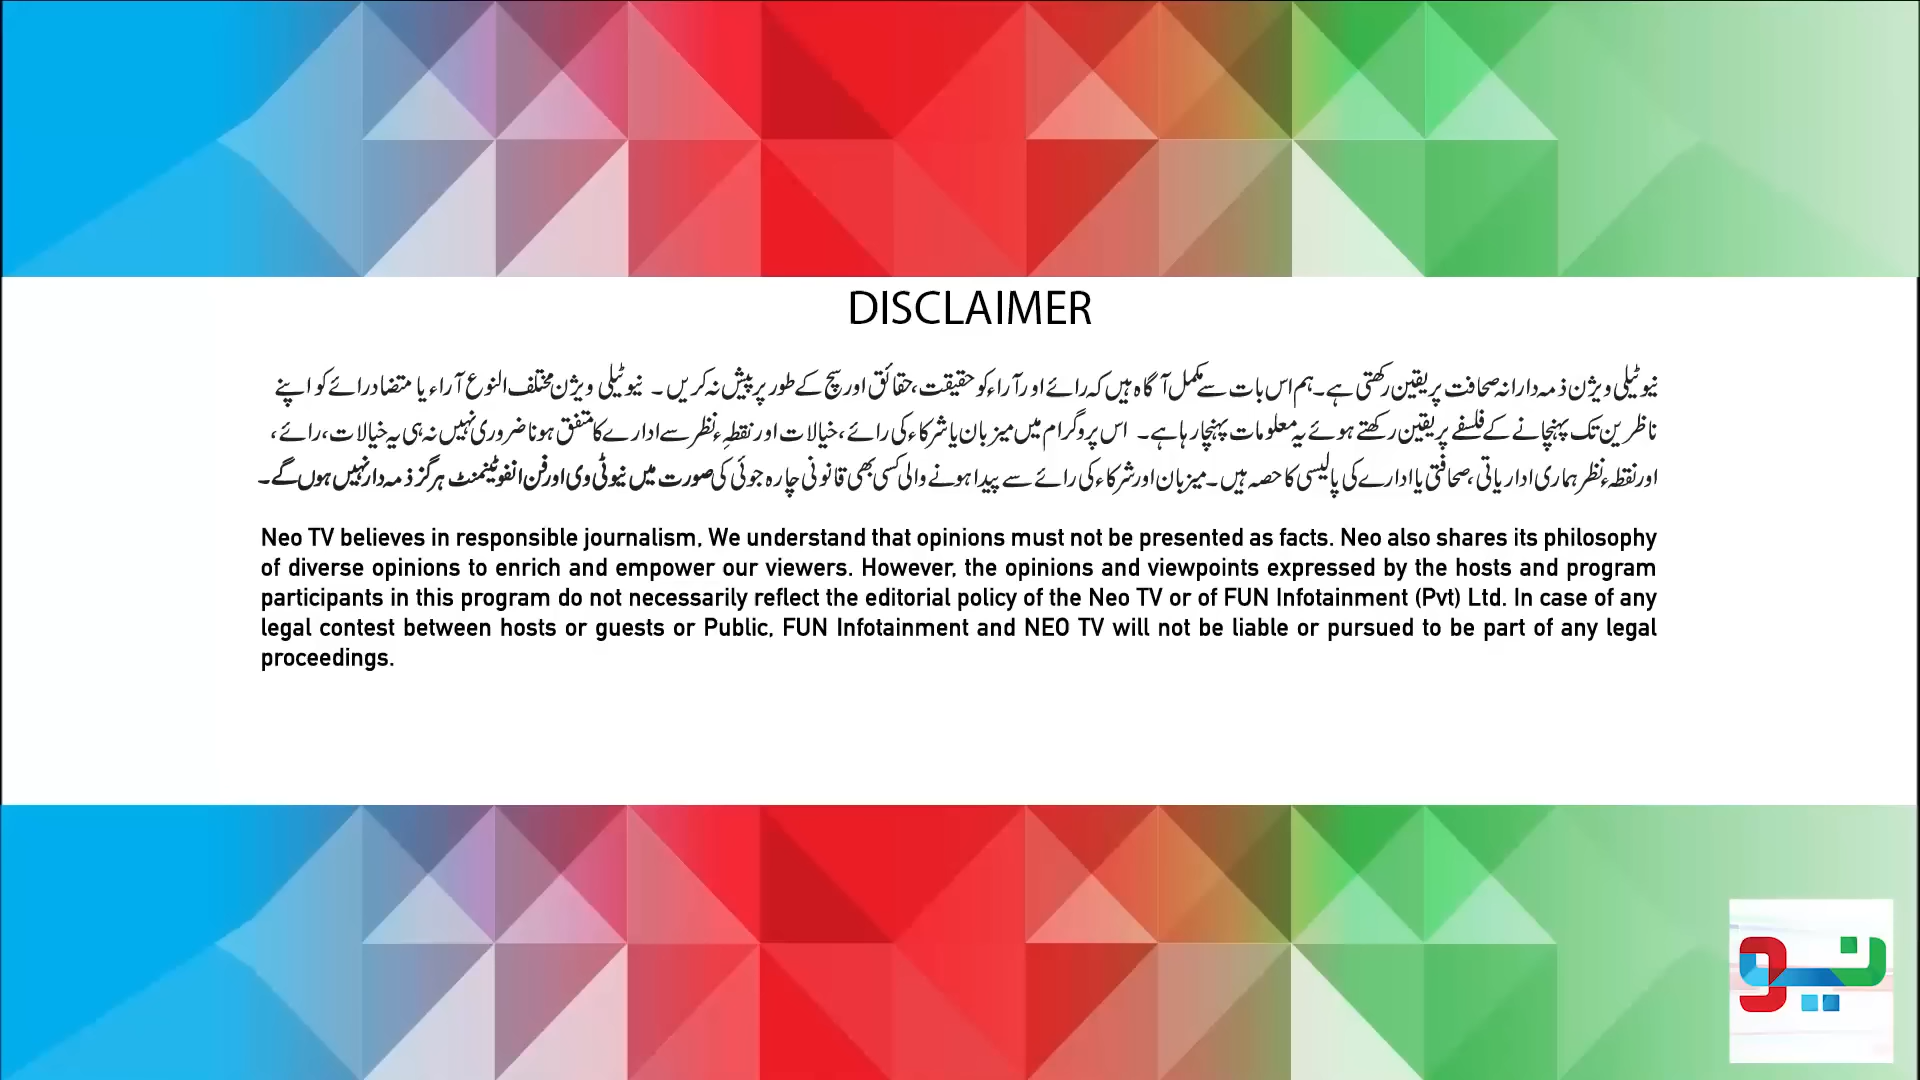 DISCLAIMER
نیو ٹیلی ویژن ذمہ دارانہ صحافت پر یقین رکھتی ہے۔ ہم اس بات سے مکمل آگاہ ہیں کہ رائے اور آراء کو حقیقت، حقائق اور سچ کے طور پر پیش نہ کریں ۔ نیو ٹیلی ویژن مختلف النوع آراء یا متضاد رائے کو اپنے
ناظرین تک پہنچانے کے فلسفے پر یقین رکھتے ہوئے یہ معلومات پہنچا رہا ہے۔ اس پروگرام میں میزبان یا شرکاء کی رائے، خیالات اور نقطہِ نظر سے ادارے کا متفق ہونا ضروری نہیں نہ ہی یہ خیالات، رائے،
اور نقطہء نظر ہماری ادارہاتی، صحافتی یا ادارے کی پالیسی کا حصہ ہیں۔ میزبان اور شرکاء کی رائے سے پیدا ہونے والی کسی بھی قانونی چارہ جوئی کی صورت میں نیو ٹی وی اور فن انفوٹینمنٹ ہرگز ذمہ دار نہیں ہوں گے۔
Neo TV believes in responsible journalism, We understand that opinions must not be presented as facts. Neo also shares its philosophy
of diverse opinions to enrich and empower our viewers. However, the opinions and viewpoints expressed by the hosts and program
participants in this program do not necessarily reflect the editorial policy of the Neo TV or of FUN Infotainment (Pvt) Ltd. In case of any
legal contest between hosts or guests or Public, FUN Infotainment and NEO TV will not be liable or pursued to be part of any legal
proceedings.
نیو